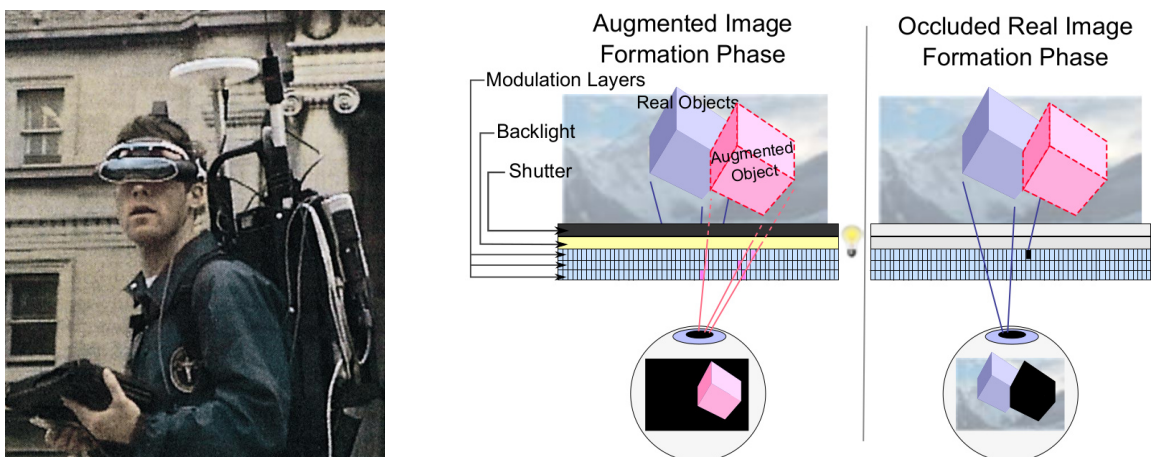 Augmented Image
Formation Phase
Occluded Real Image
Formation Phase
Modulation Layers
Real Objects
Backlight
Augmented
Object
Shutter